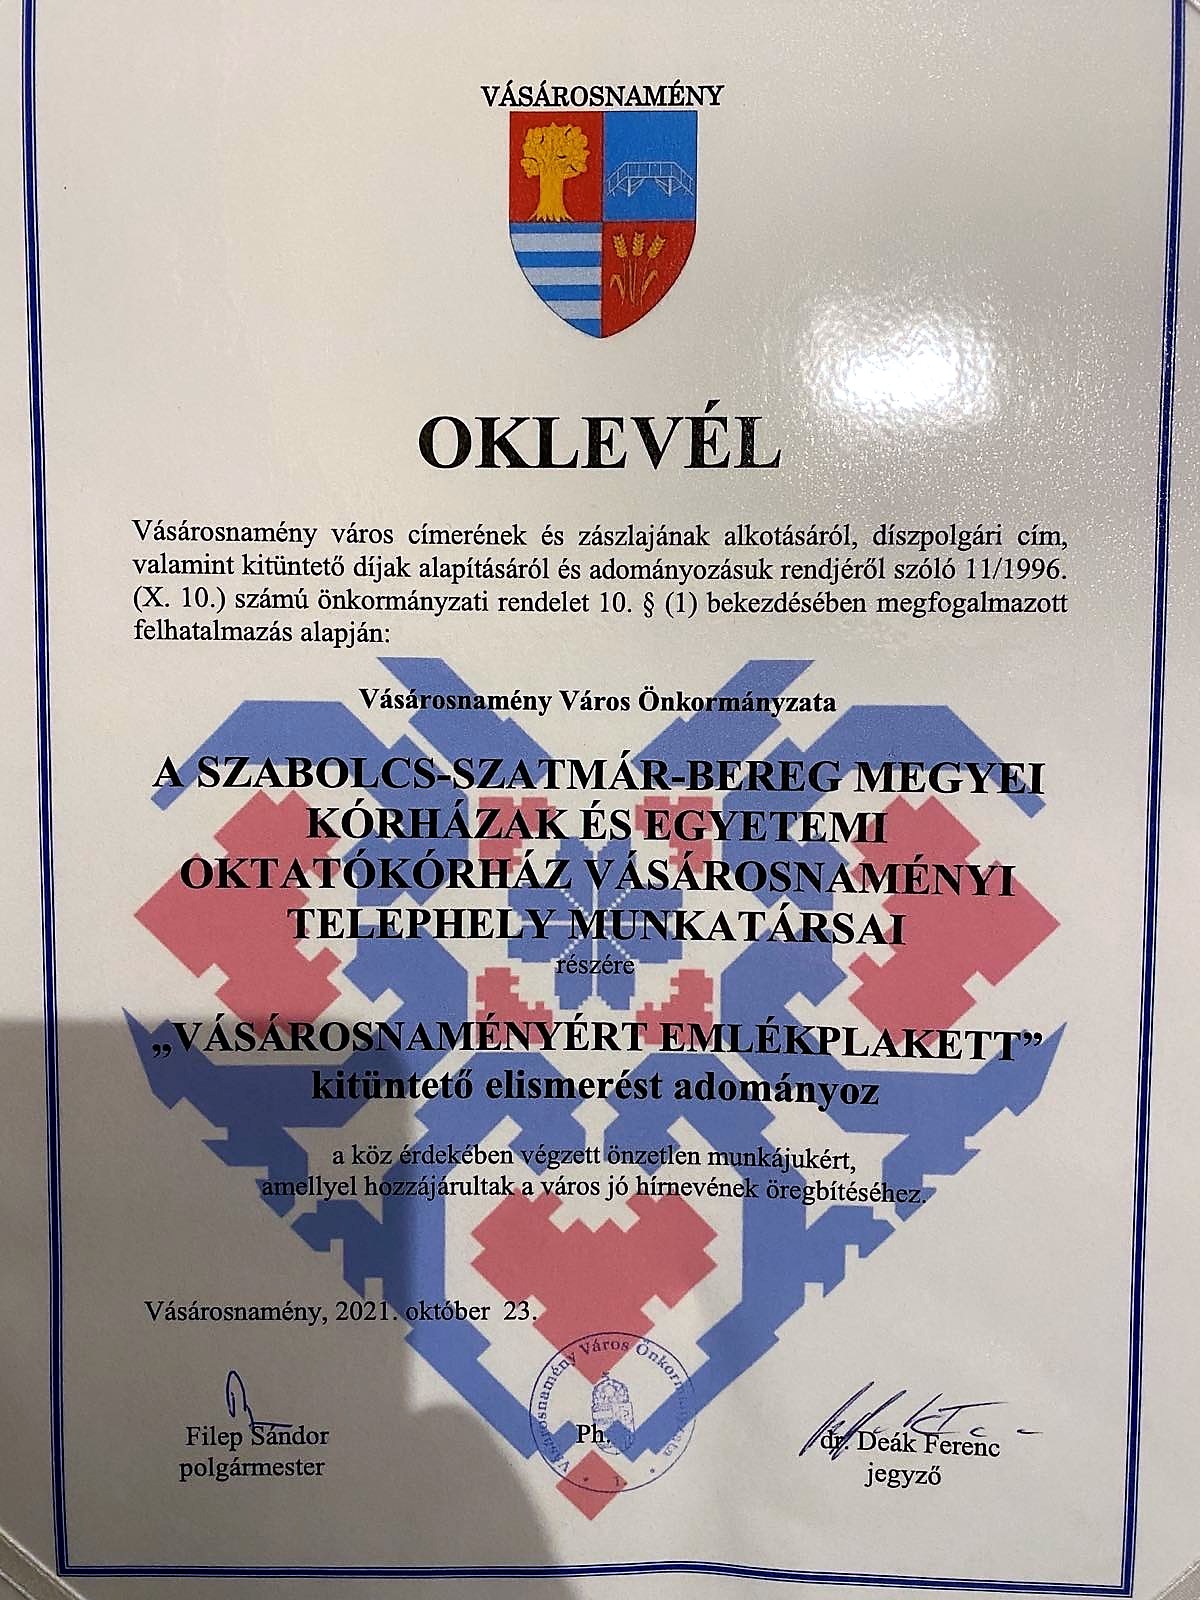 VÁSÁROSNAMÉNY
OKLEVÉL
Vásárosnamény város címerének és zászlajának alkotásáról, díszpolgári cím,
valamint kitüntető díjak alapításáról és adományozásuk rendjéről szóló 11/1996.
(X. 10.) számú önkormányzati rendelet 10. § (1) bekezdésében megfogalmazott
felhatalmazás alapján:
Vásárosnamény Város Önkormányzata
A SZABOLCS-SZATMÁR-BEREG MEGYEI
KÓRHÁZAK ÉS EGYETEMI
OKTATÓKÓRHÁZ VÁSÁROSNAMÉNYI
TELEPHELY MUNKATÁRSAI
részére
„VÁSÁROSNAMÉNYÉRT EMLÉKPLAKETT”
kitüntető elismerést adományoz
a köz érdekében végzett önzetlen munkájukért,
amellyel hozzájárultak a város jó hírnevének öregbítéséhez.
Vásárosnamény, 2021. október 23.
Vásárosnamény Város Önkormányzata
* 1. *
Filep Sándor
polgármester
Ph.
dr. Deák Ferenc
jegyző